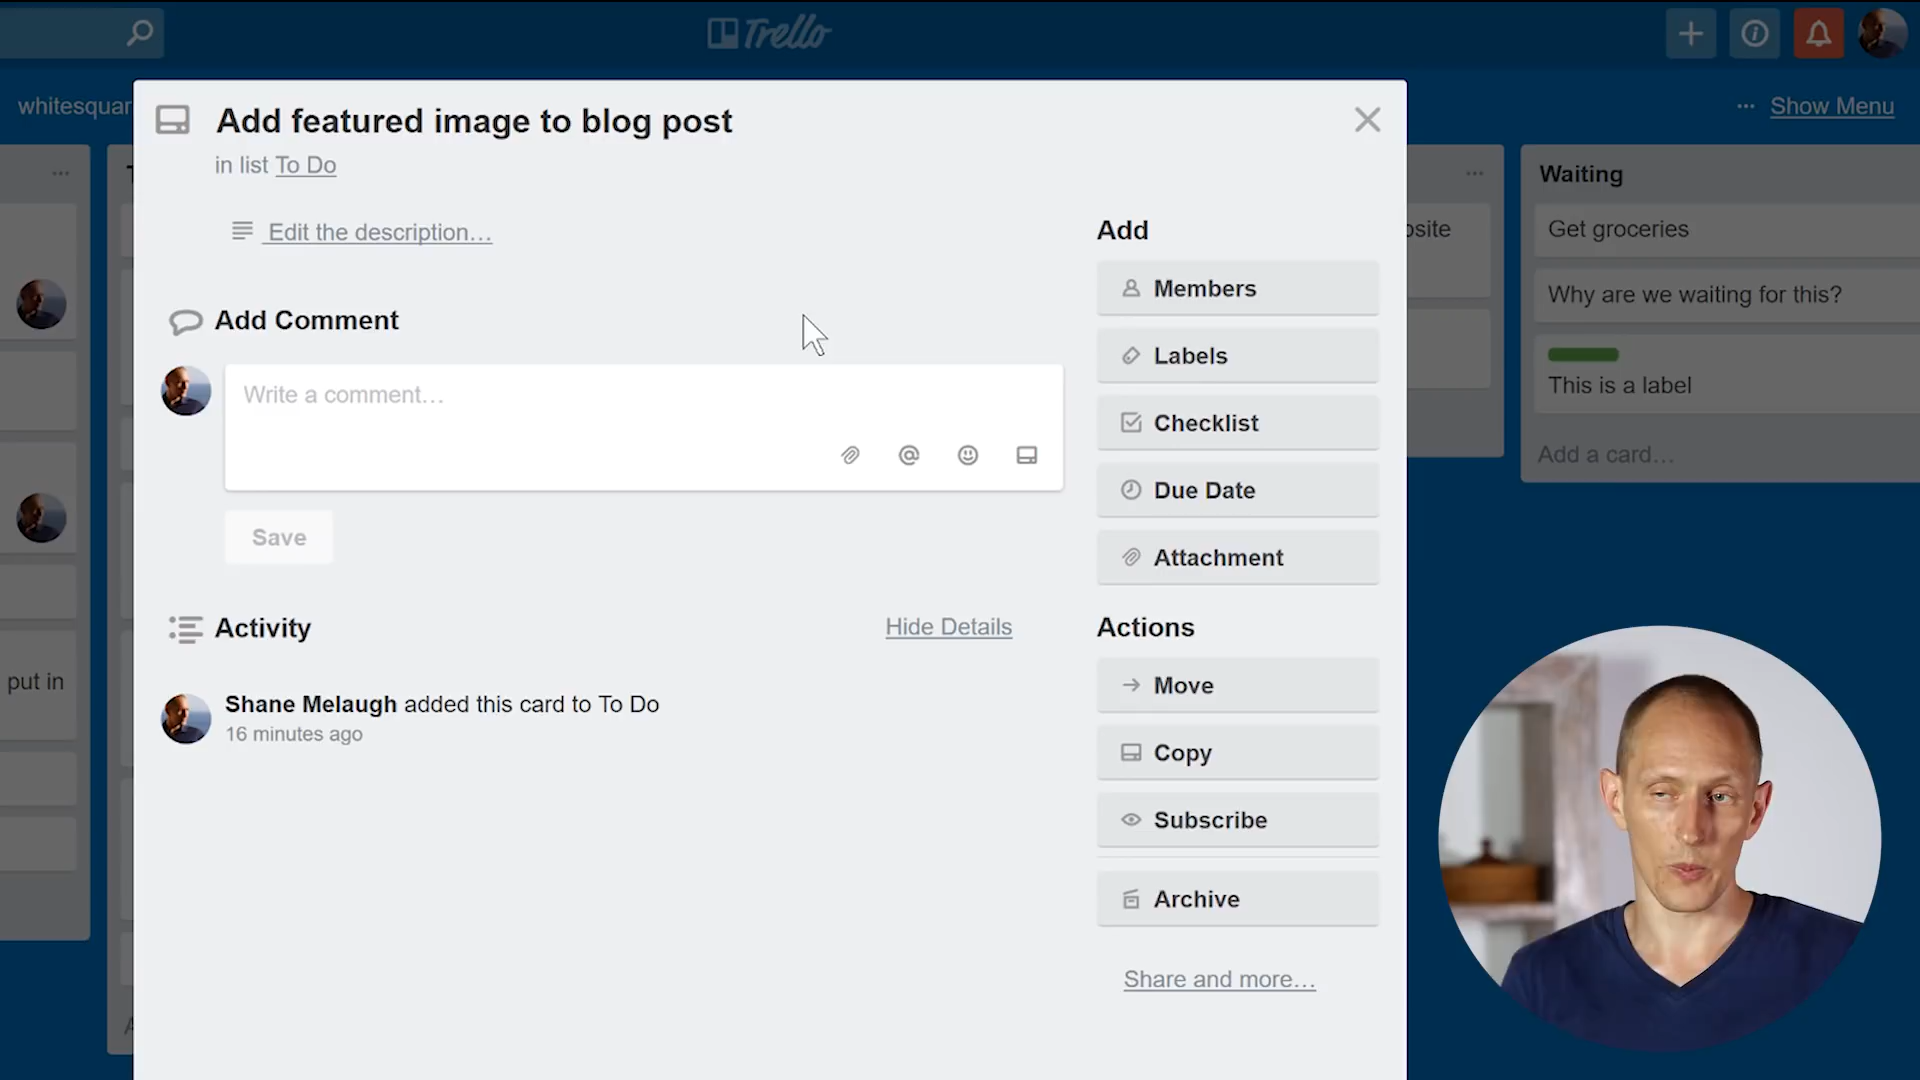 Trello
whitesquar
... Show Menu
Add featured image to blog post
in list To Do
Edit the description…
Add Comment
Write a comment…
Save
Activity
Hide Details
Shane Melaugh added this card to To Do
16 minutes ago
Add
Members
Labels
Checklist
Due Date
Attachment
Actions
Move
Copy
Subscribe
Archive
Share and more…
put in
osite
Waiting
Get groceries
Why are we waiting for this?
This is a label
Add a card…